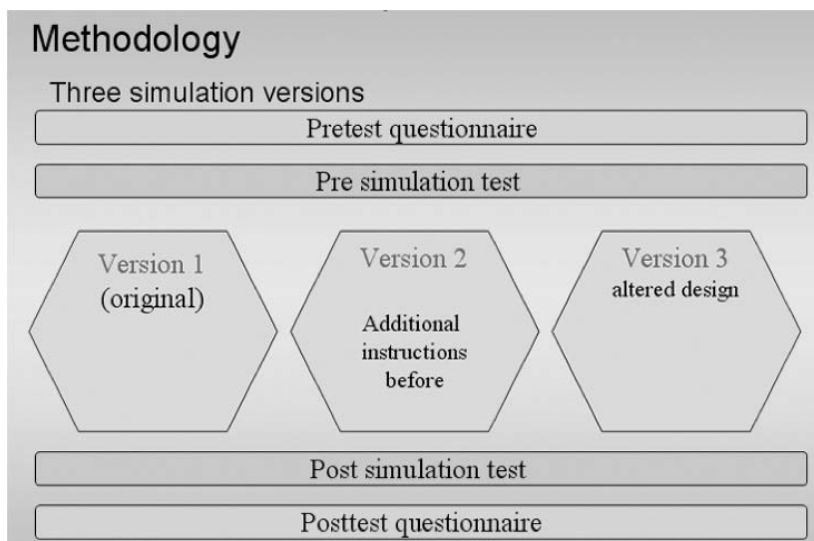 Methodology
Three simulation versions
Pretest questionnaire
Pre simulation test
Version 1
(original)
Version 2
Additional
instructions
before
Version 3
altered design
Post simulation test
Posttest questionnaire